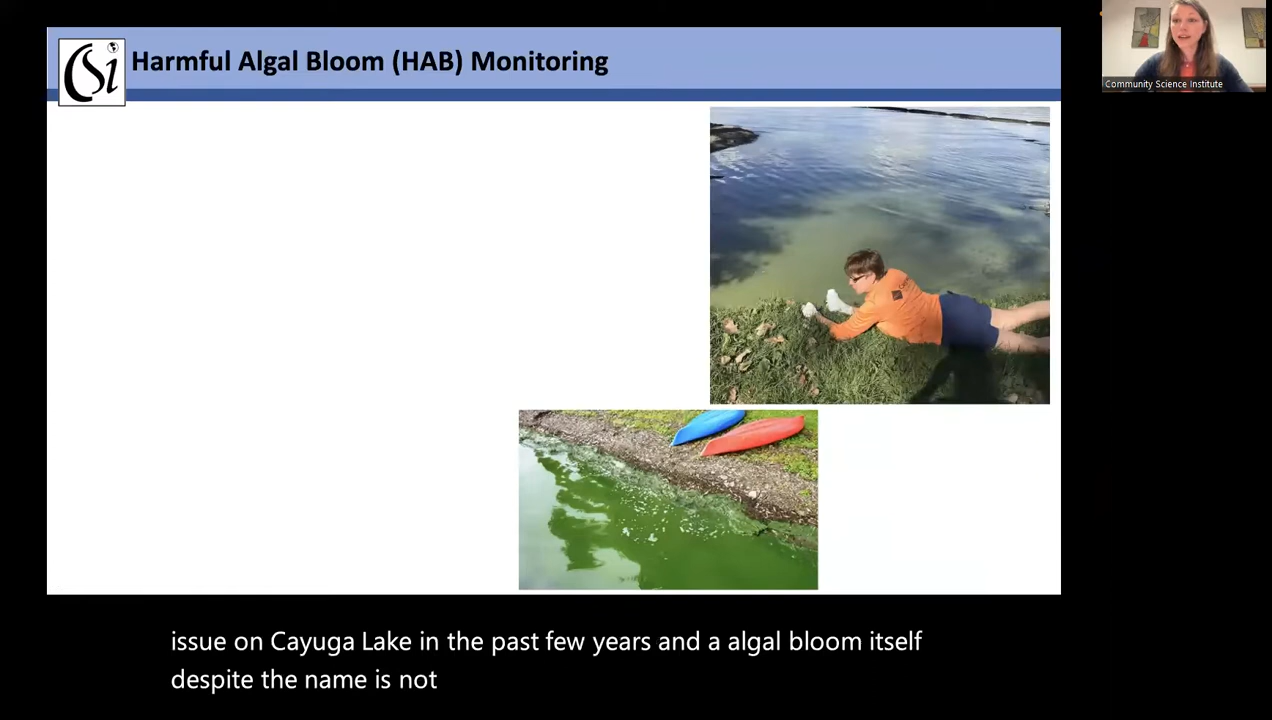 CSi
Harmful Algal Bloom (HAB) Monitoring
Community Science Institute
issue on Cayuga Lake in the past few years and a algal bloom itself
despite the name is not